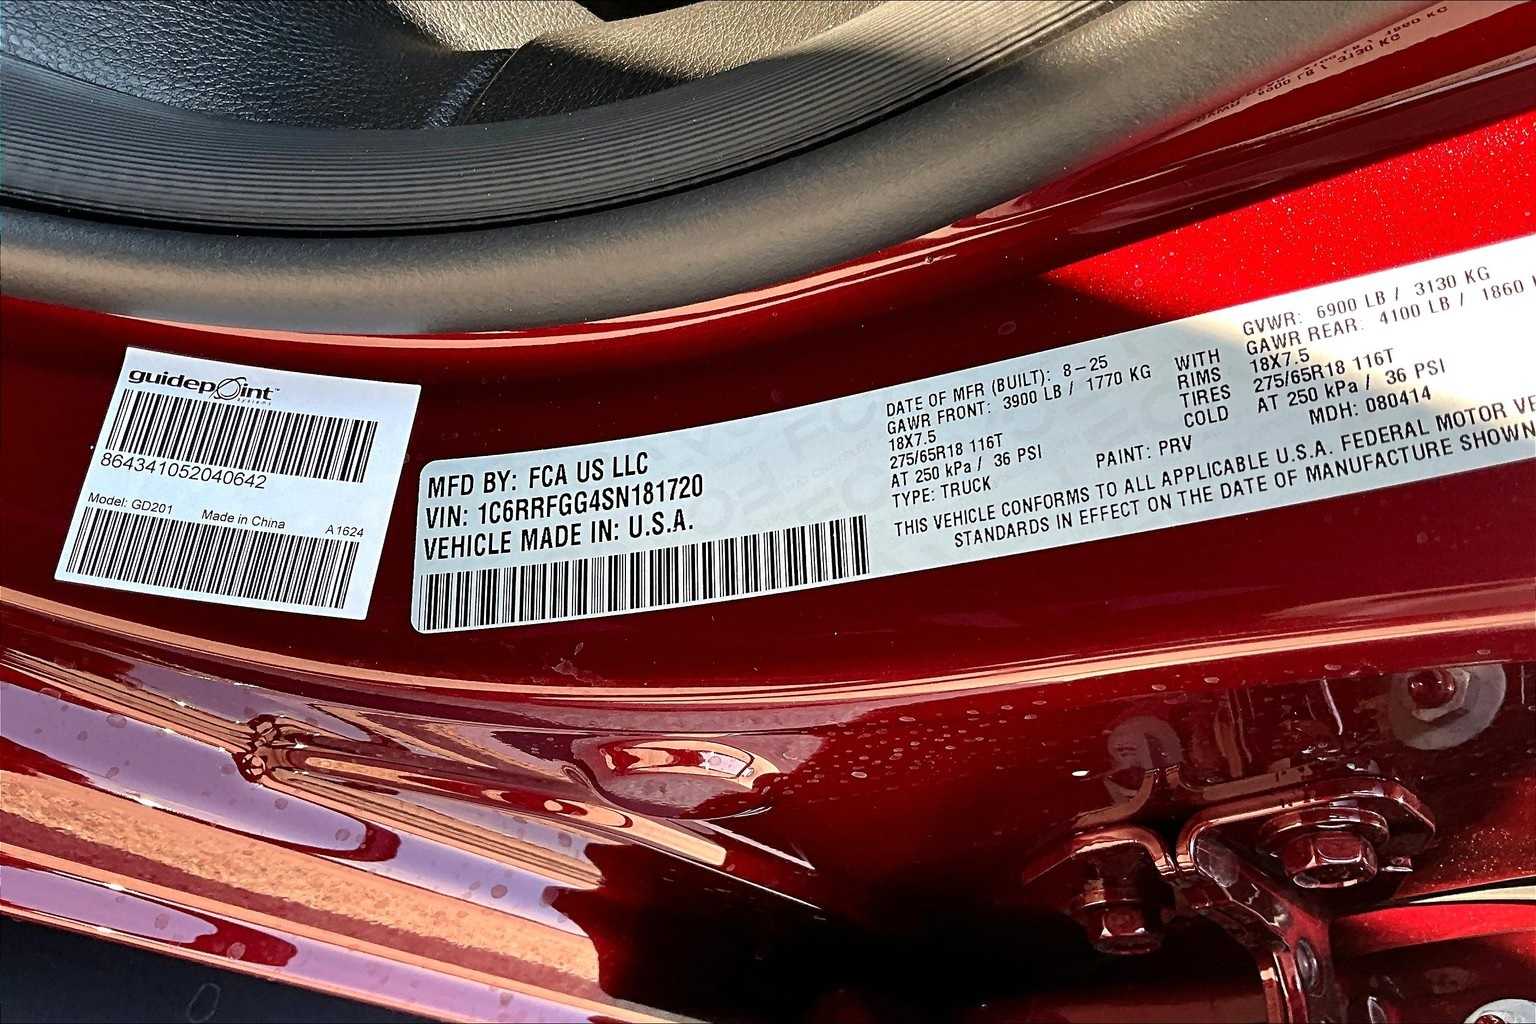 guidepoint™
systems
864341052040642
Model: GD201 Made in China A1624
MFD BY: FCA US LLC
VIN: 1C6RRFGG4SN181720
VEHICLE MADE IN: U.S.A.
DATE OF MFR (BUILT): 8-25 GVWR: 6900 LB / 3130 KG
GAWR FRONT: 3900 LB / 1770 KG WITH GAWR REAR: 4100 LB / 1860
18X7.5 RIMS 18X7.5
275/65R18 116T TIRES 275/65R18 116T
AT 250 kPa / 36 PSI COLD AT 250 kPa / 36 PSI
TYPE: TRUCK PAINT: PRV MDH: 080414
THIS VEHICLE CONFORMS TO ALL APPLICABLE U.S.A. FEDERAL MOTOR VE
STANDARDS IN EFFECT ON THE DATE OF MANUFACTURE SHOWN